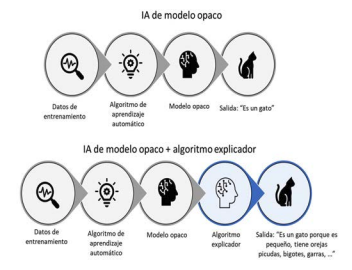 IA de modelo opaco
Datos de
entrenamiento
Algoritmo de
aprendizaje
automático
Modelo opaco
Salida: "Es un gato"
IA de modelo opaco + algoritmo explicador
Datos de
entrenamiento
Algoritmo de
aprendizaje
automático
Modelo opaco
Algoritmo
explicador
Salida: "Es un gato porque es
pequeño, tiene orejas
picudas, bigotes, garras, ..."